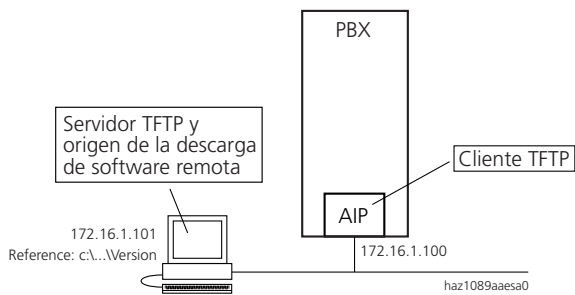 PBX
Servidor TFTP y
origen de la descarga
de software remota
Cliente TFTP
AIP
172.16.1.101
Reference: c:\...\Version
172.16.1.100
haz1089aaesa0